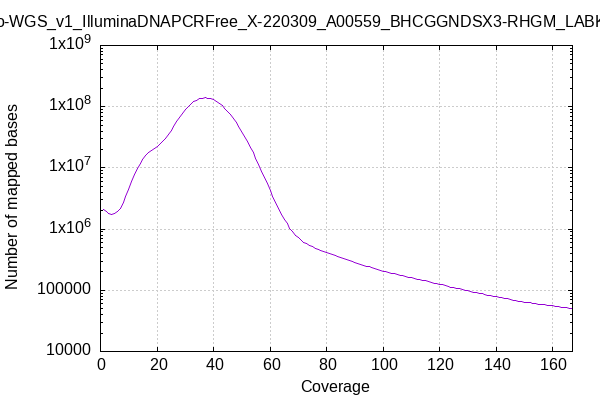 o-WGS_v1_IlluminaDNAPCRFree_X-220309_A00559_BHCGGNDSX3-RHGM_LABK
1x10^9
1x10^8
1x10^7
1x10^6
100000
10000
Number of mapped bases
0 20 40 60 80 100 120 140 160
Coverage